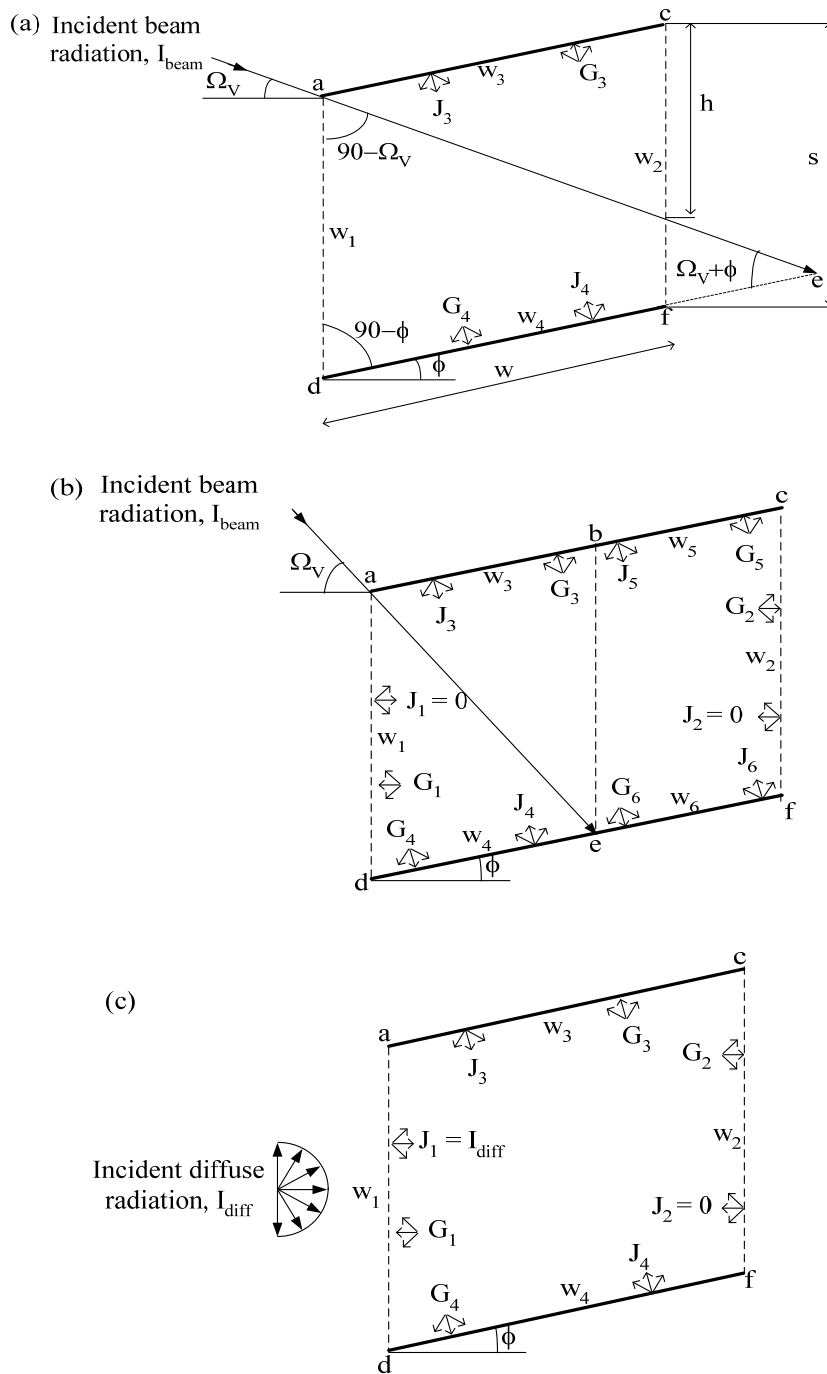 (a) Incident beam
radiation, I_beam
Ω_V
a
c
w_3
G_3
J_3
h
90−Ω_V
w_2
s
w_1
Ω_V+ϕ
e
J_4
G_4
w_4
90−ϕ
f
ϕ
d
w
(b) Incident beam
radiation, I_beam
Ω_V
a
b
c
w_3
w_5
G_3
J_5
G_5
J_3
G_2
w_2
J_1 = 0
w_1
J_2 = 0
G_1
J_4
G_6
J_6
G_4
w_4
w_6
f
e
ϕ
d
(c)
c
a
w_3
G_3
J_3
G_2
J_1 = I_diff
w_2
Incident diffuse
radiation, I_diff
w_1
J_2 = 0
G_1
J_4
f
G_4
w_4
ϕ
d